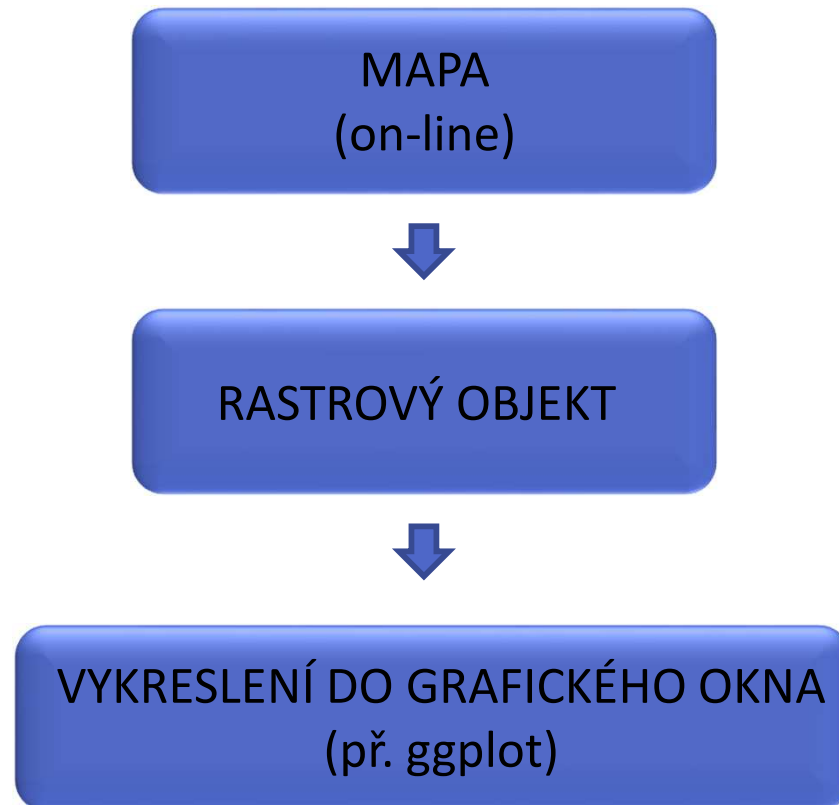 MAPA
(on-line)
RASTROVÝ OBJEKT
VYKRESLENÍ DO GRAFICKÉHO OKNA
(př. ggplot)